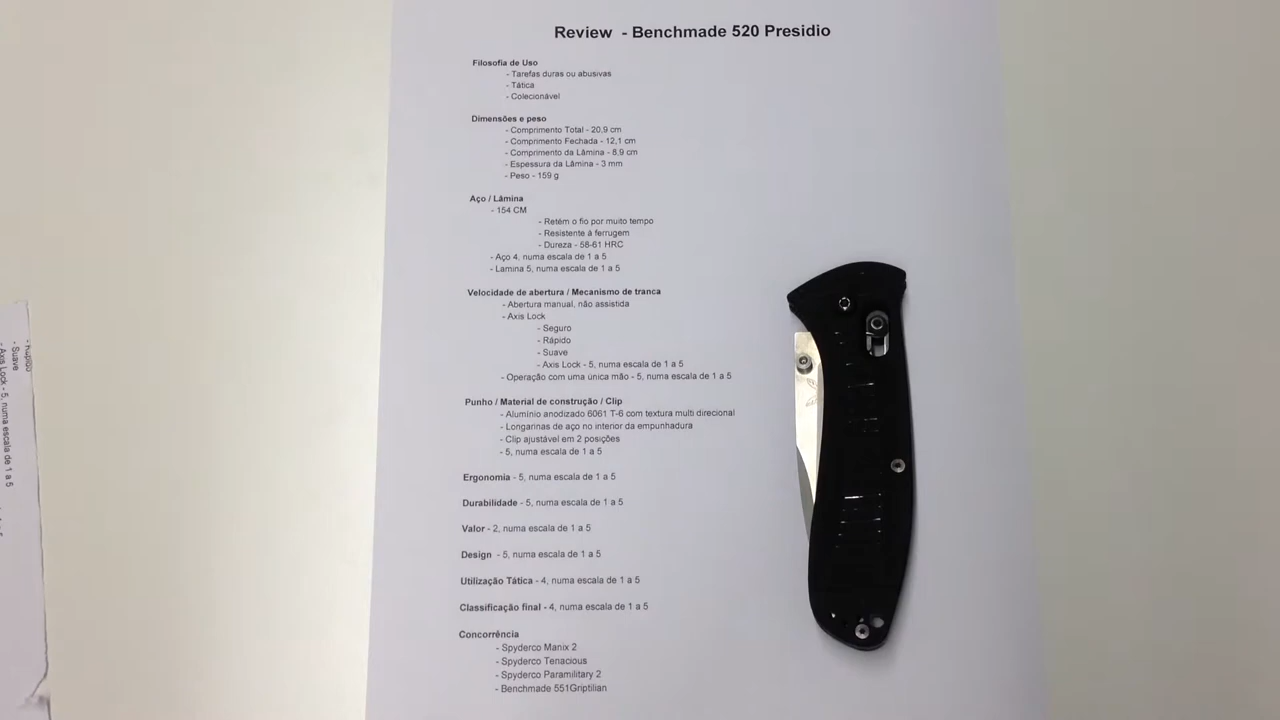 Review - Benchmade 520 Presidio
Filosofia de Uso
- Tarefas duras ou abusivas
- Tática
- Colecionável
Dimensões e peso
- Comprimento Total - 20,9 cm
- Comprimento Fechada - 12,1 cm
- Comprimento da Lâmina - 8,9 cm
- Espessura da Lâmina - 3 mm
- Peso - 159 g
Aço / Lâmina
- 154 CM
- Retém o fio por muito tempo
- Resistente à ferrugem
- Dureza - 58-61 HRC
- Aço 4, numa escala de 1 a 5
- Lamina 5, numa escala de 1 a 5
Velocidade de abertura / Mecanismo de tranca
- Abertura manual, não assistida
- Axis Lock
- Seguro
- Rápido
- Suave
- Axis Lock - 5, numa escala de 1 a 5
- Operação com uma única mão - 5, numa escala de 1 a 5
Punho / Material de construção / Clip
- Alumínio anodizado 6061 T-6 com textura multi direcional
- Longarinas de aço no interior da empunhadura
- Clip ajustável em 2 posições
- 5, numa escala de 1 a 5
Ergonomia - 5, numa escala de 1 a 5
Durabilidade - 5, numa escala de 1 a 5
Valor - 2, numa escala de 1 a 5
Design - 5, numa escala de 1 a 5
Utilização Tática - 4, numa escala de 1 a 5
Classificação final - 4, numa escala de 1 a 5
Concorrência
- Spyderco Manix 2
- Spyderco Tenacious
- Spyderco Paramilitary 2
- Benchmade 551Griptilian
- Suave
- Axis Lock - 5, numa escala de 1 a 5